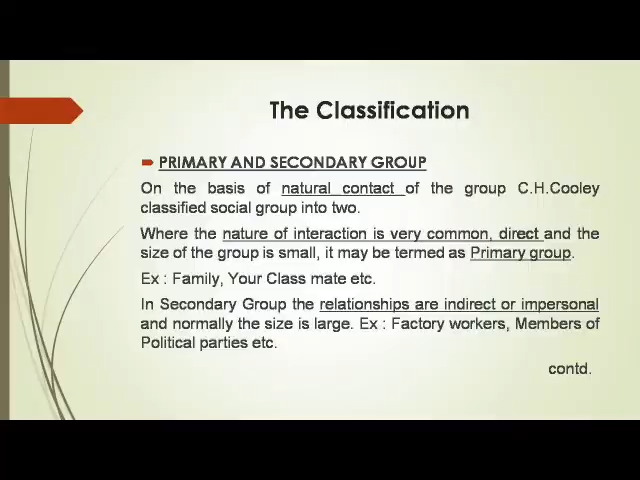 The Classification
PRIMARY AND SECONDARY GROUP
On the basis of natural contact of the group C.H.Cooley
classified social group into two.
Where the nature of interaction is very common, direct and the
size of the group is small, it may be termed as Primary group.
Ex : Family, Your Class mate etc.
In Secondary Group the relationships are indirect or impersonal
and normally the size is large. Ex : Factory workers, Members of
Political parties etc.
contd.